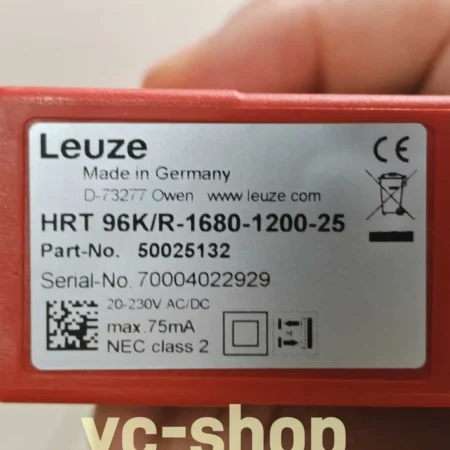 Leuze
CE
Made in Germany
D-73277 Owen www.leuze.com
HRT 96K/R-1680-1200-25
Part-No. 50025132
Serial-No. 70004022929
20-230V AC/DC
max.75mA
NEC class 2
yc-shop